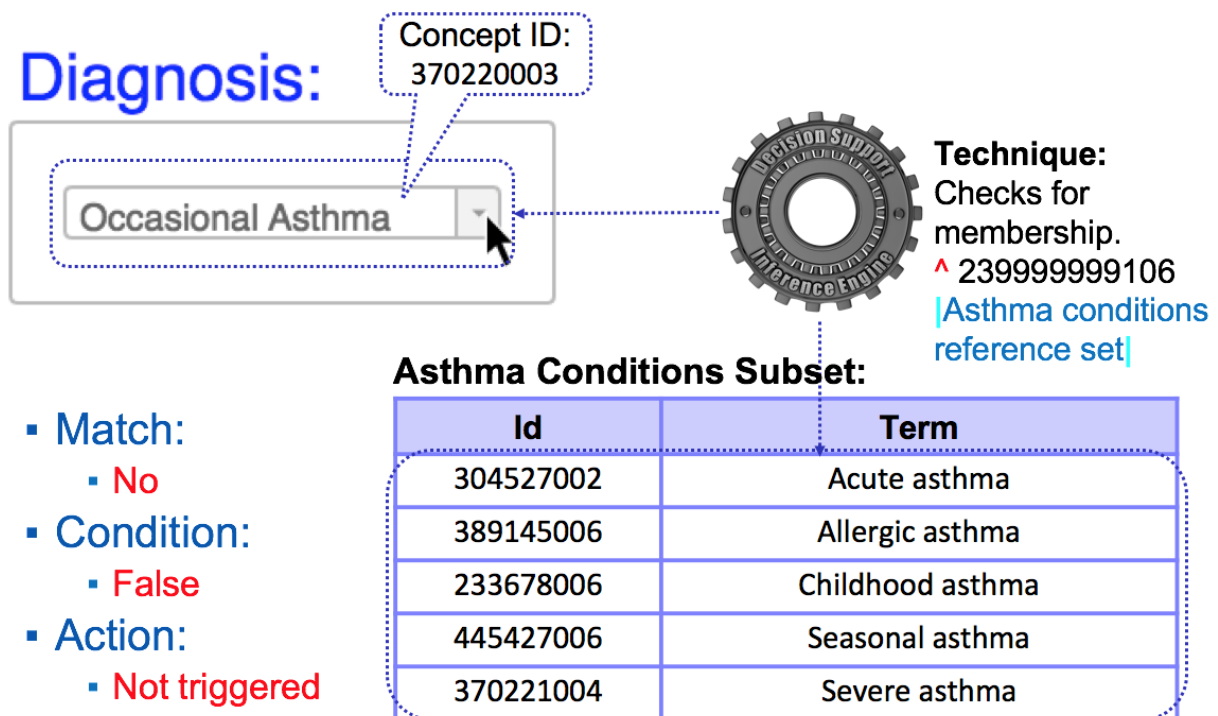 Concept ID:
370220003
Diagnosis:
Occasional Asthma
Decision Support
Inference Engine
Technique:
Checks for
membership.
^ 239999999106
|Asthma conditions
reference set|
▪ Match:
▪ No
▪ Condition:
▪ False
▪ Action:
▪ Not triggered
Asthma Conditions Subset:
Id Term
304527002 Acute asthma
389145006 Allergic asthma
233678006 Childhood asthma
445427006 Seasonal asthma
370221004 Severe asthma